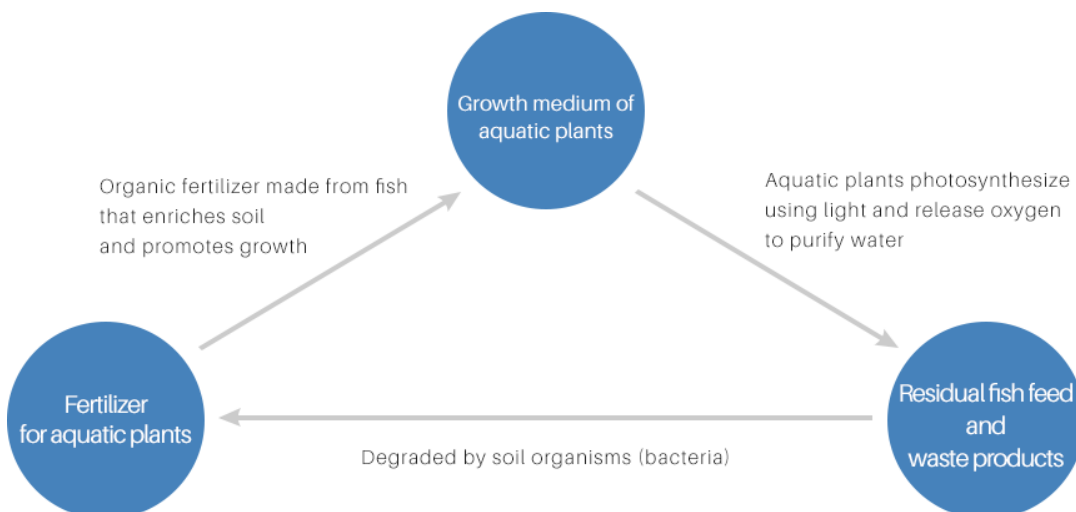 Growth medium of
aquatic plants
Organic fertilizer made from fish
that enriches soil
and promotes growth
Aquatic plants photosynthesize
using light and release oxygen
to purify water
Fertilizer
for aquatic plants
Degraded by soil organisms (bacteria)
Residual fish feed
and
waste products